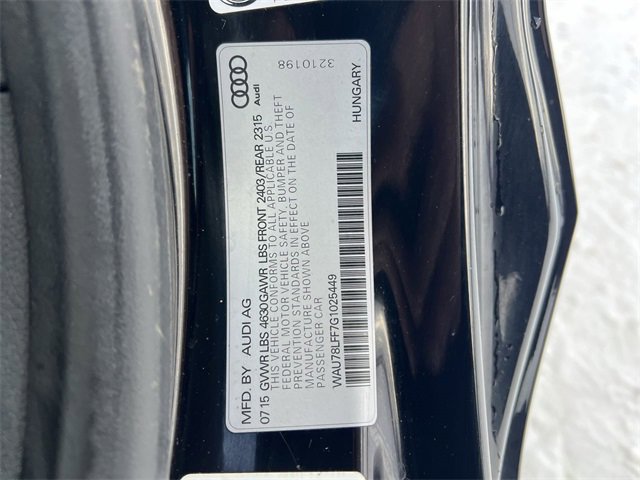 MFD. BY AUDI AG
07 15 GVWR LBS 4630 GAWR LBS FRONT 2403/REAR 2315
THIS VEHICLE CONFORMS TO ALL APPLICABLE U.S.
FEDERAL MOTOR VEHICLE SAFETY, BUMPER AND THEFT
PREVENTION STANDARDS IN EFFECT ON THE DATE OF
MANUFACTURE SHOWN ABOVE
PASSENGER CAR
WAU78LFF7G1025449
Audi
3210198
HUNGARY